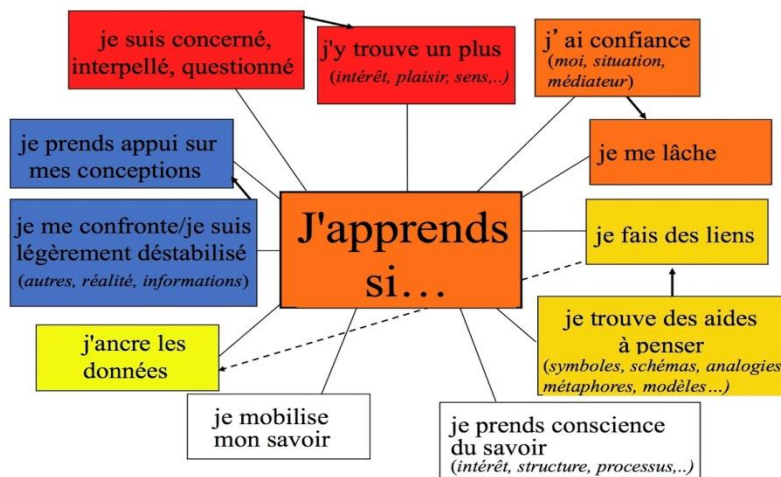 je suis concerné,
interpellé, questionné
j'y trouve un plus
(intérêt, plaisir, sens,..)
j' ai confiance
(moi, situation,
médiateur)
je prends appui sur
mes conceptions
je me lâche
J'apprends
si…
je me confronte/je suis
légèrement déstabilisé
(autres, réalité, informations)
je fais des liens
j'ancre les
données
je trouve des aides
à penser
(symboles, schémas, analogies
métaphores, modèles…)
je mobilise
mon savoir
je prends conscience
du savoir
(intérêt, structure, processus,..)